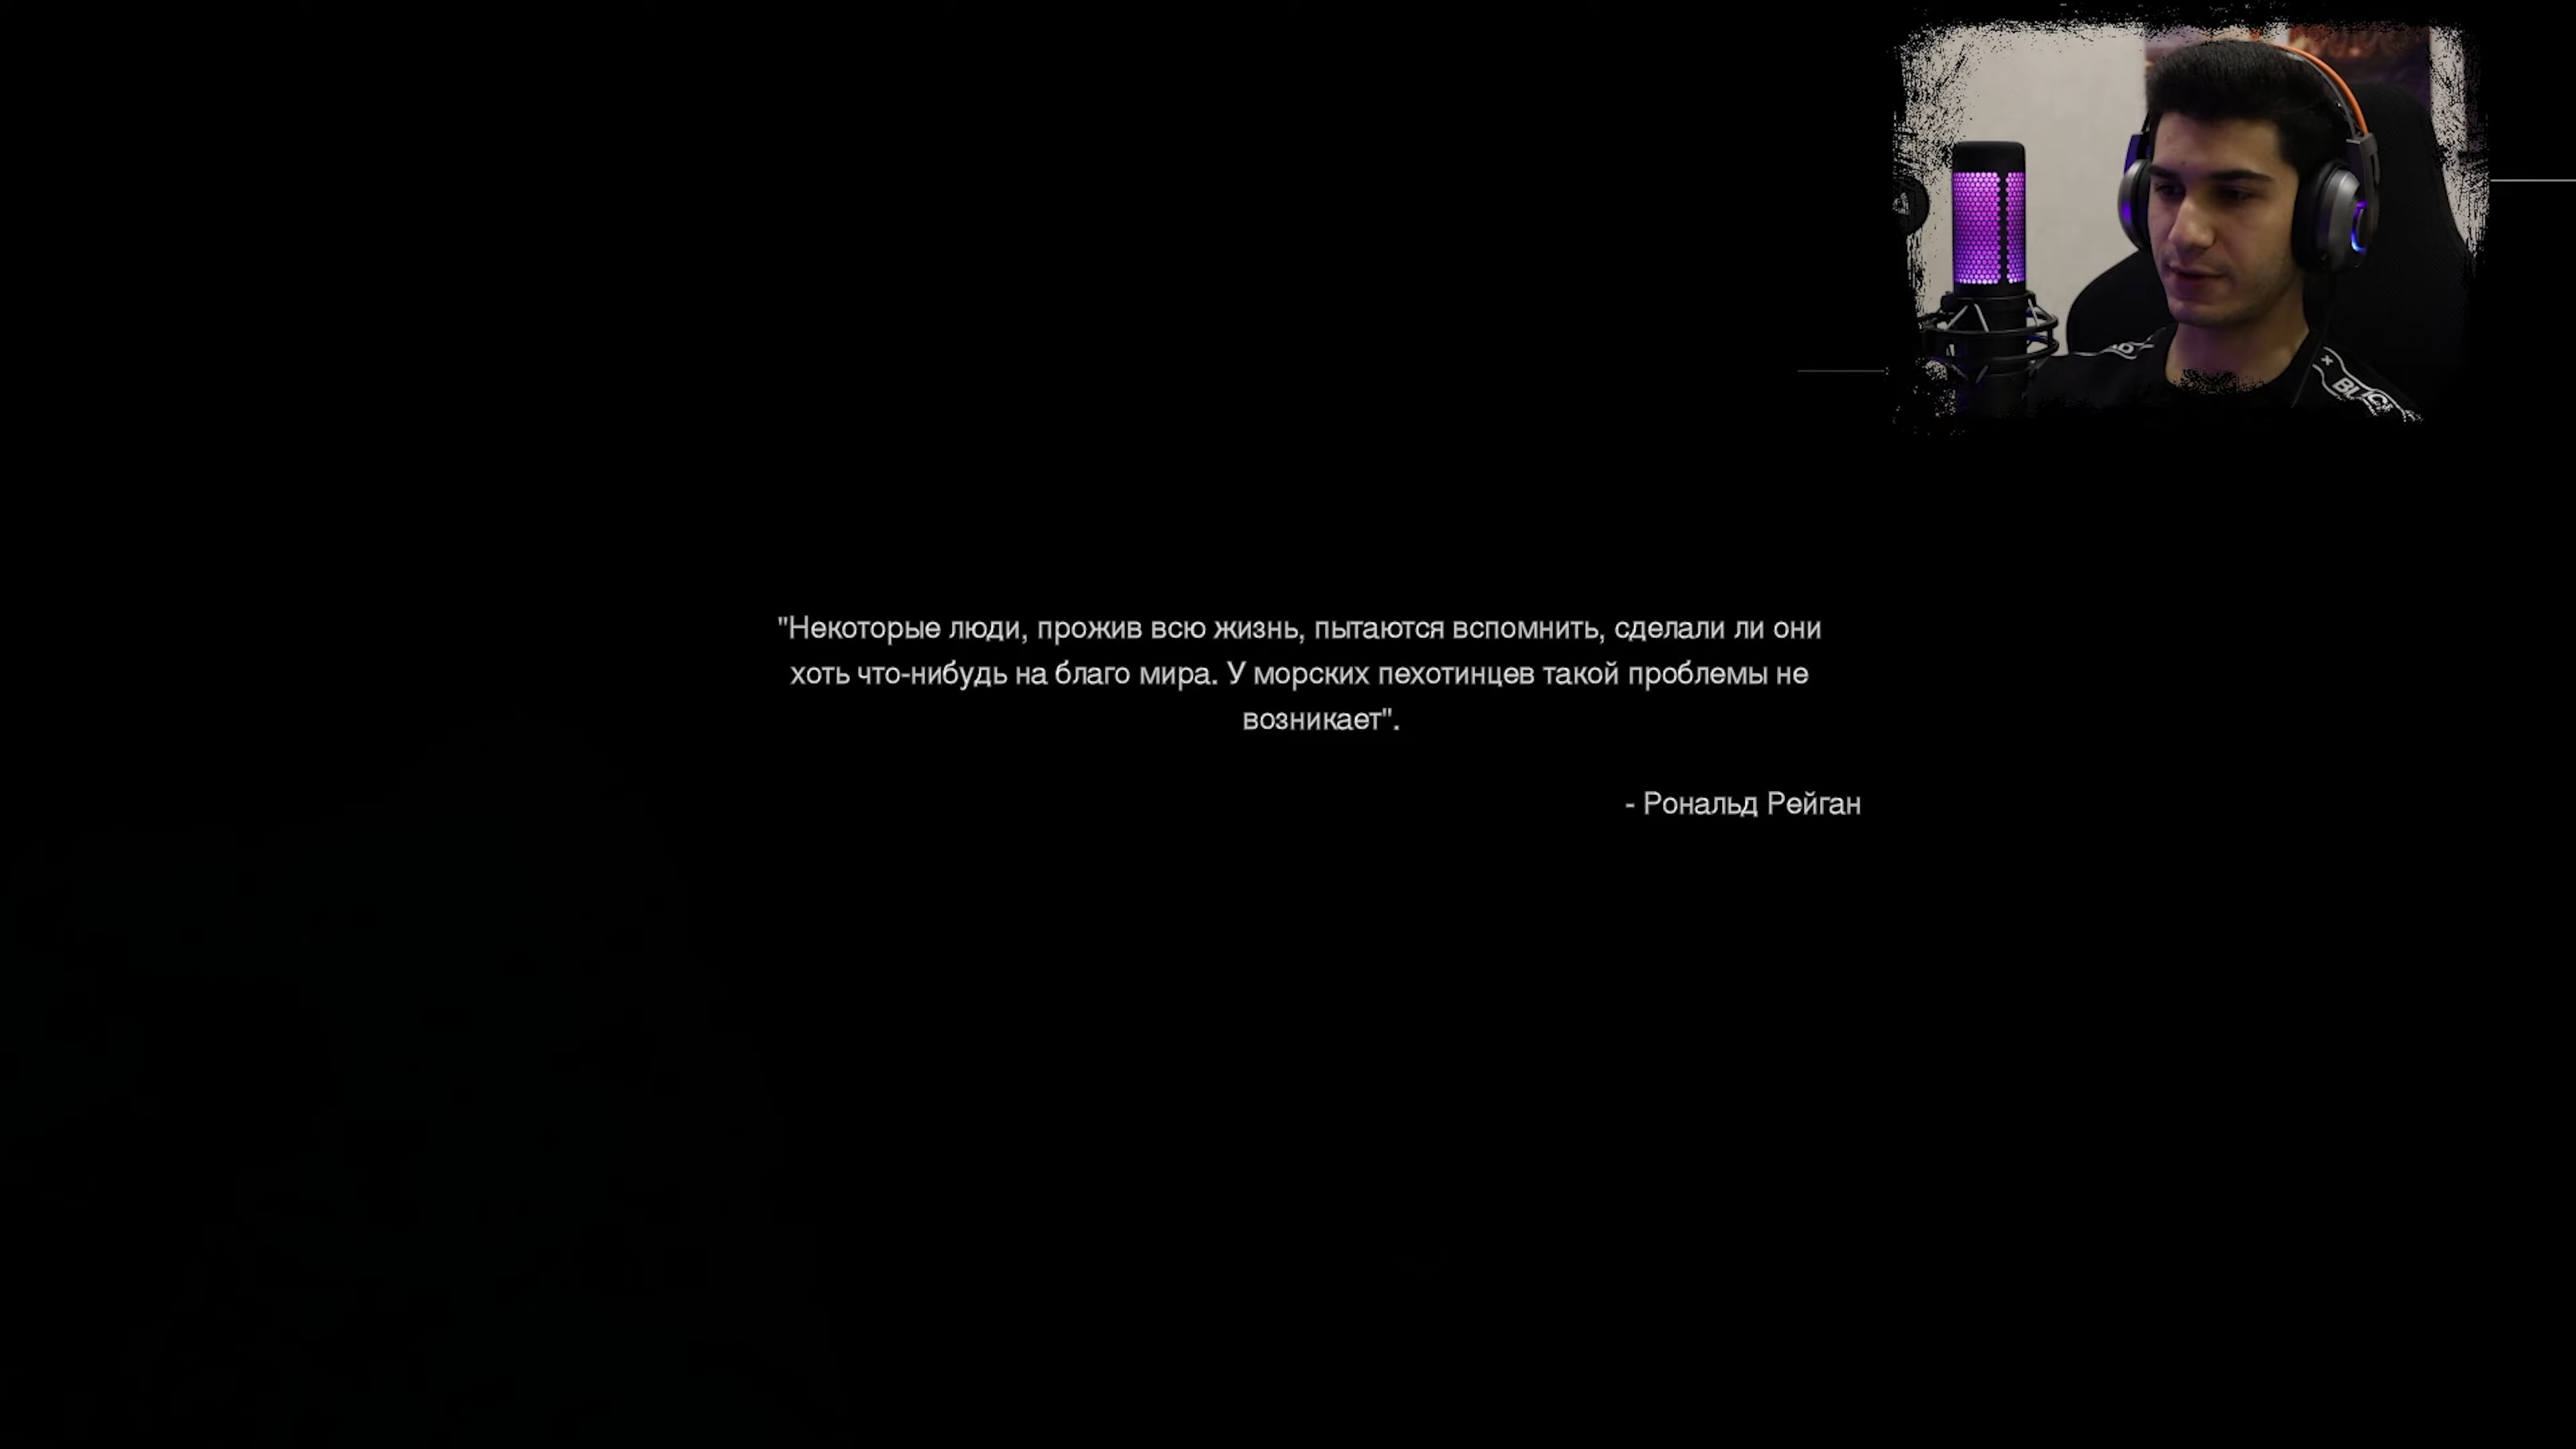 "Некоторые люди, прожив всю жизнь, пытаются вспомнить, сделали ли они
хоть что-нибудь на благо мира. У морских пехотинцев такой проблемы не
возникает".
- Рональд Рейган